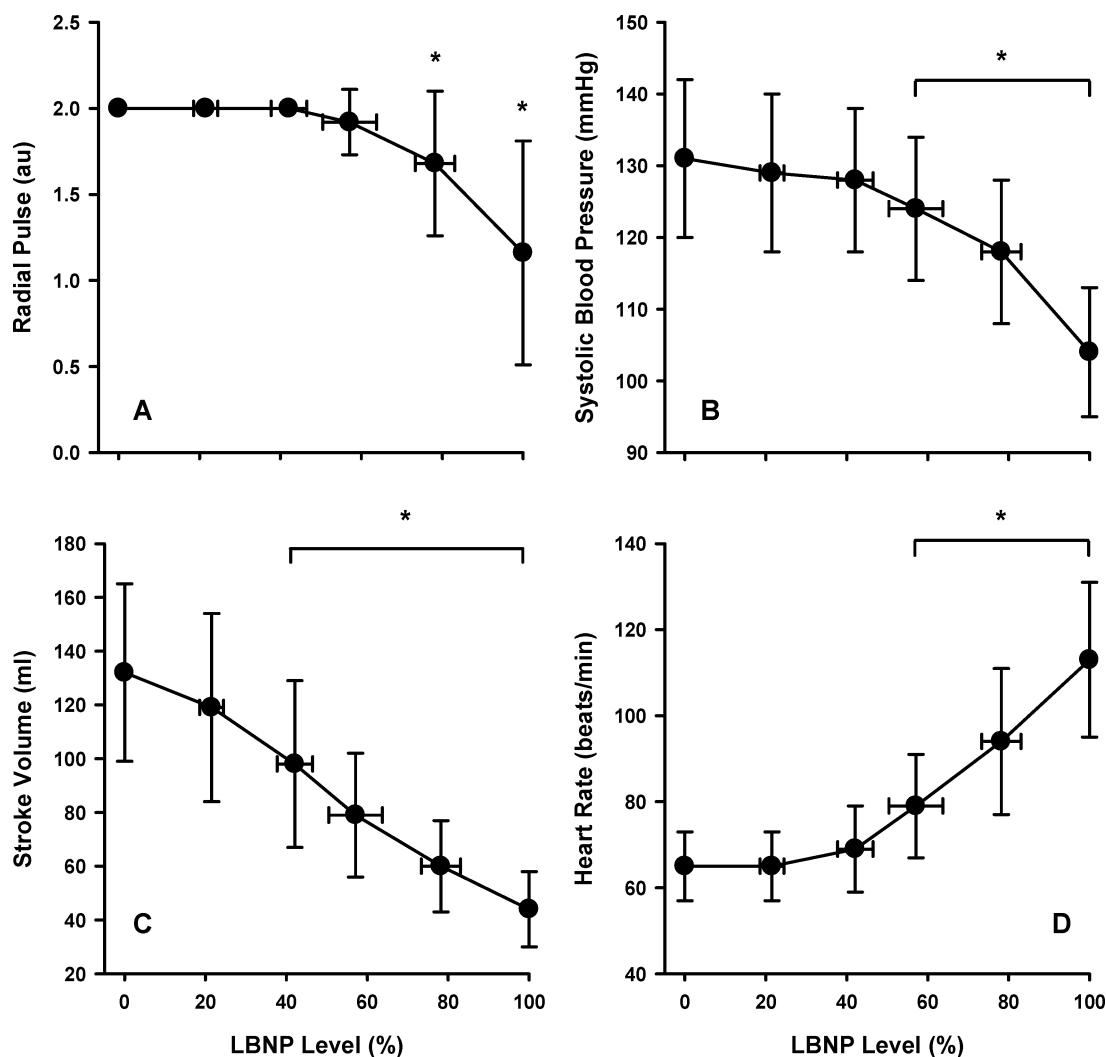 Radial Pulse (au)
2.5
2.0
1.5
1.0
0.5
0.0
*
*
A
Systolic Blood Pressure (mmHg)
150
140
130
120
110
100
90
*
B
Stroke Volume (ml)
180
160
140
120
100
80
60
40
20
*
C
0 20 40 60 80 100
LBNP Level (%)
Heart Rate (beats/min)
140
120
100
80
60
40
*
D
0 20 40 60 80 100
LBNP Level (%)